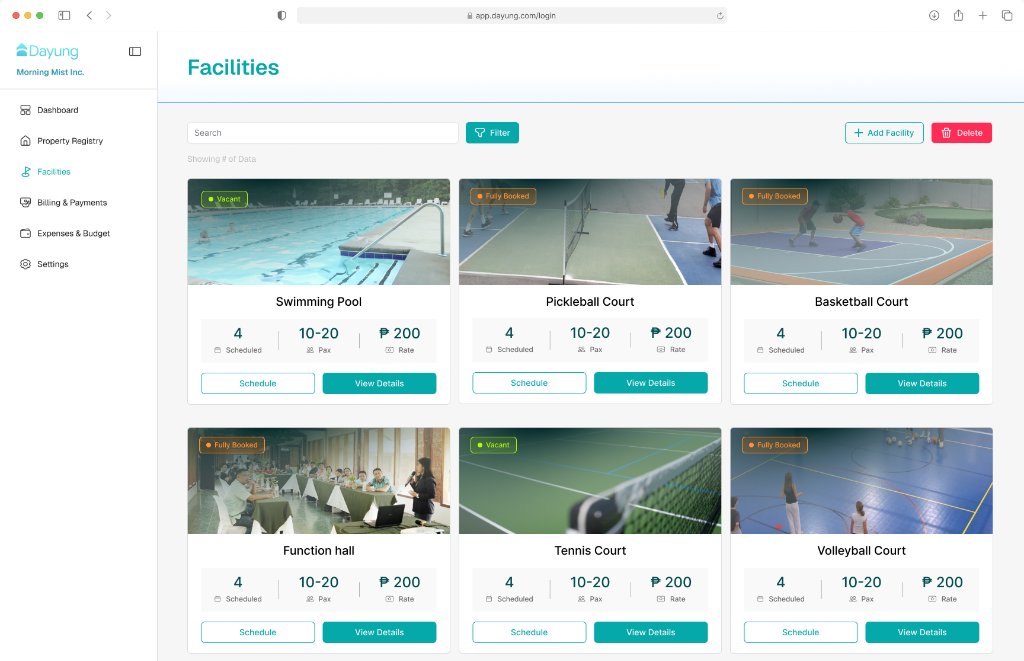 app.dayung.com/login
Dayung
Morning Mist Inc.
Dashboard
Property Registry
Facilities
Billing & Payments
Expenses & Budget
Settings
Facilities
Search
Filter
Add Facility
Delete
Showing # of Data
Vacant
Swimming Pool
4 10-20 ₱ 200
Scheduled Pax Rate
Schedule View Details
Fully Booked
Pickleball Court
4 10-20 ₱ 200
Scheduled Pax Rate
Schedule View Details
Fully Booked
Basketball Court
4 10-20 ₱ 200
Scheduled Pax Rate
Schedule View Details
Fully Booked
Function hall
4 10-20 ₱ 200
Scheduled Pax Rate
Schedule View Details
Vacant
Tennis Court
4 10-20 ₱ 200
Scheduled Pax Rate
Schedule View Details
Fully Booked
Volleyball Court
4 10-20 ₱ 200
Scheduled Pax Rate
Schedule View Details